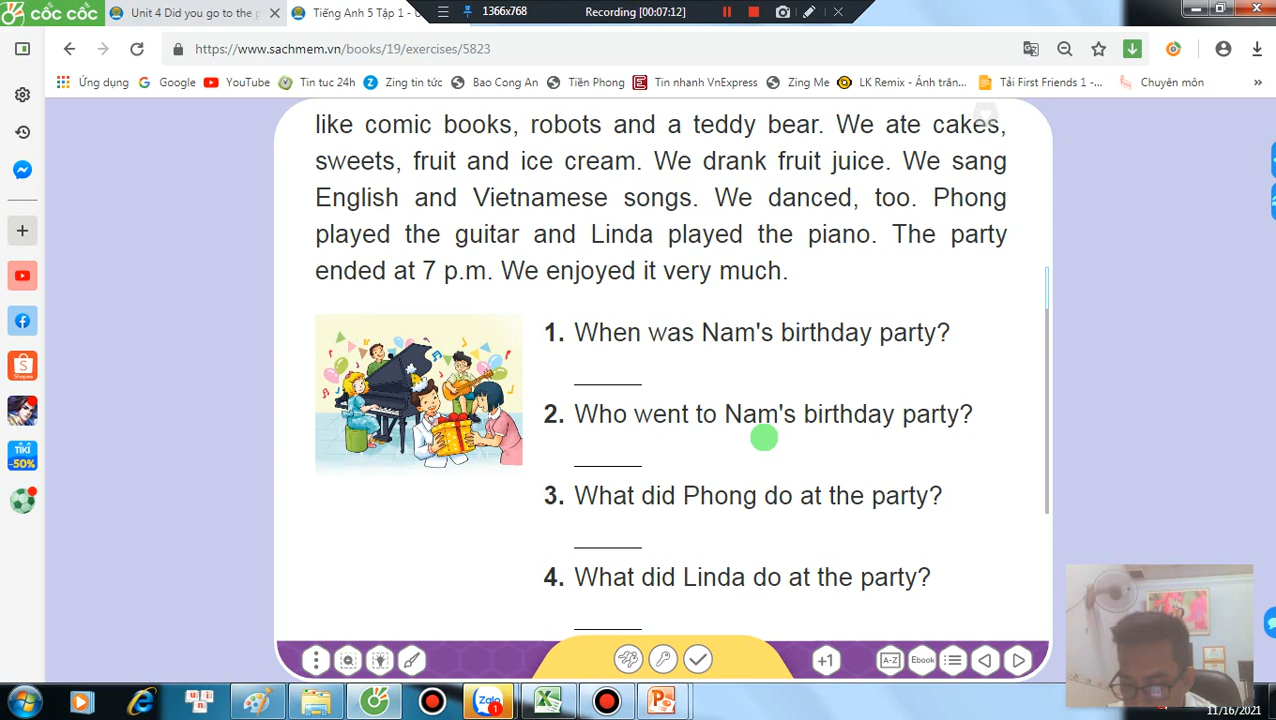 CỐC CỐC
Unit 4 Did you go to the p
Tiếng Anh 5 Tập 1 - U
1366x768
Recording [00:07:12]
https://www.sachmem.vn/books/19/exercises/5823
Ứng dụng
Google
YouTube
Tin tuc 24h
Zing tin tức
Bao Cong An
Tiền Phong
Tin nhanh VnExpress
Zing Me
LK Remix - Ảnh trăn...
Tải First Friends 1 -...
Chuyên môn
like comic books, robots and a teddy bear. We ate cakes,
sweets, fruit and ice cream. We drank fruit juice. We sang
English and Vietnamese songs. We danced, too. Phong
played the guitar and Linda played the piano. The party
ended at 7 p.m. We enjoyed it very much.
1. When was Nam's birthday party?
2. Who went to Nam's birthday party?
3. What did Phong do at the party?
4. What did Linda do at the party?
Shopee
TIKI
-50%
+1
A-Z
Ebook
Zalo
1
11/16/2021